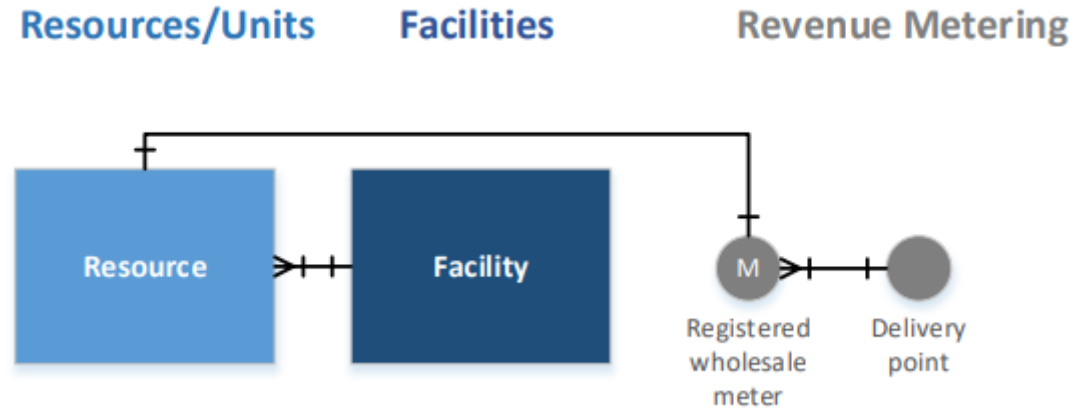 Resources/Units
Facilities
Revenue Metering
Resource
Facility
M
Registered
wholesale
meter
Delivery
point